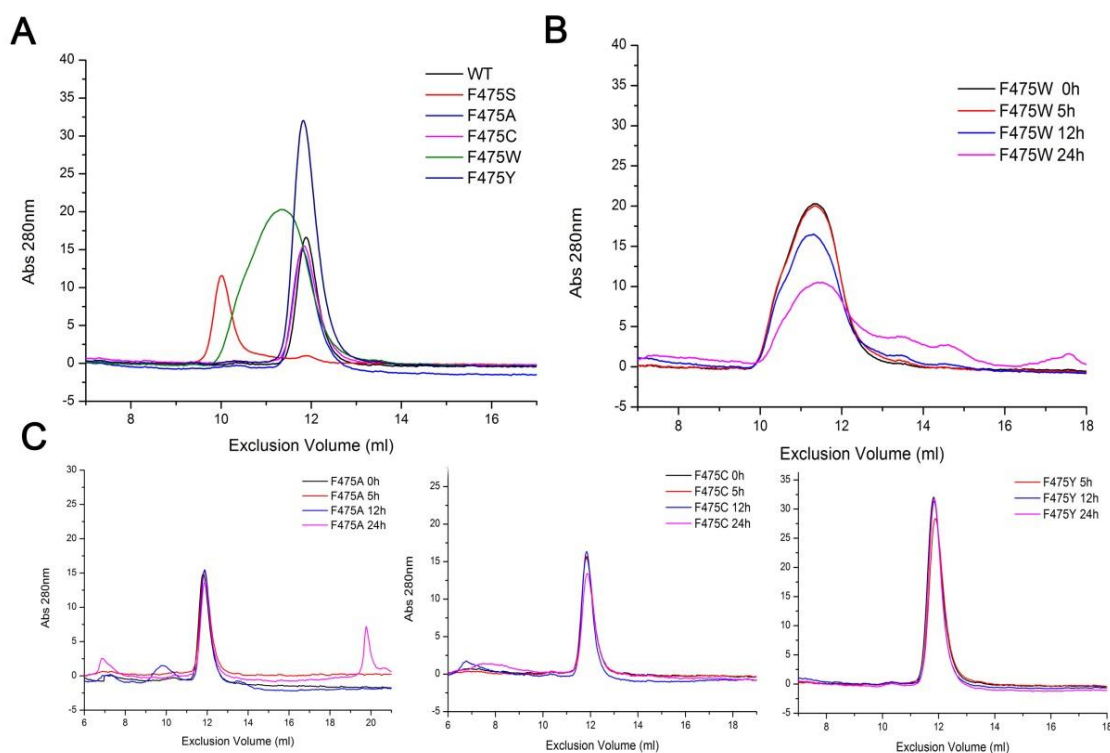 A
40
35
30
25
20
15
10
5
0
-5
Abs 280nm
WT
F475S
F475A
F475C
F475W
F475Y
8 10 12 14 16
Exclusion Volume (ml)
B
40
35
30
25
20
15
10
5
0
-5
Abs 280nm
F475W 0h
F475W 5h
F475W 12h
F475W 24h
8 10 12 14 16 18
Exclusion Volume (ml)
C
30
25
20
15
10
5
0
-5
Abs 280nm
F475A 0h
F475A 5h
F475A 12h
F475A 24h
6 8 10 12 14 16 18 20
Exclusion Volume (ml)
25
20
15
10
5
0
-5
Abs 280nm
F475C 0h
F475C 5h
F475C 12h
F475C 24h
6 8 10 12 14 16 18
Exclusion Volume (ml)
35
30
25
20
15
10
5
0
-5
Abs 280nm
F475Y 5h
F475Y 12h
F475Y 24h
8 10 12 14 16 18
Exclusion Volume (ml)